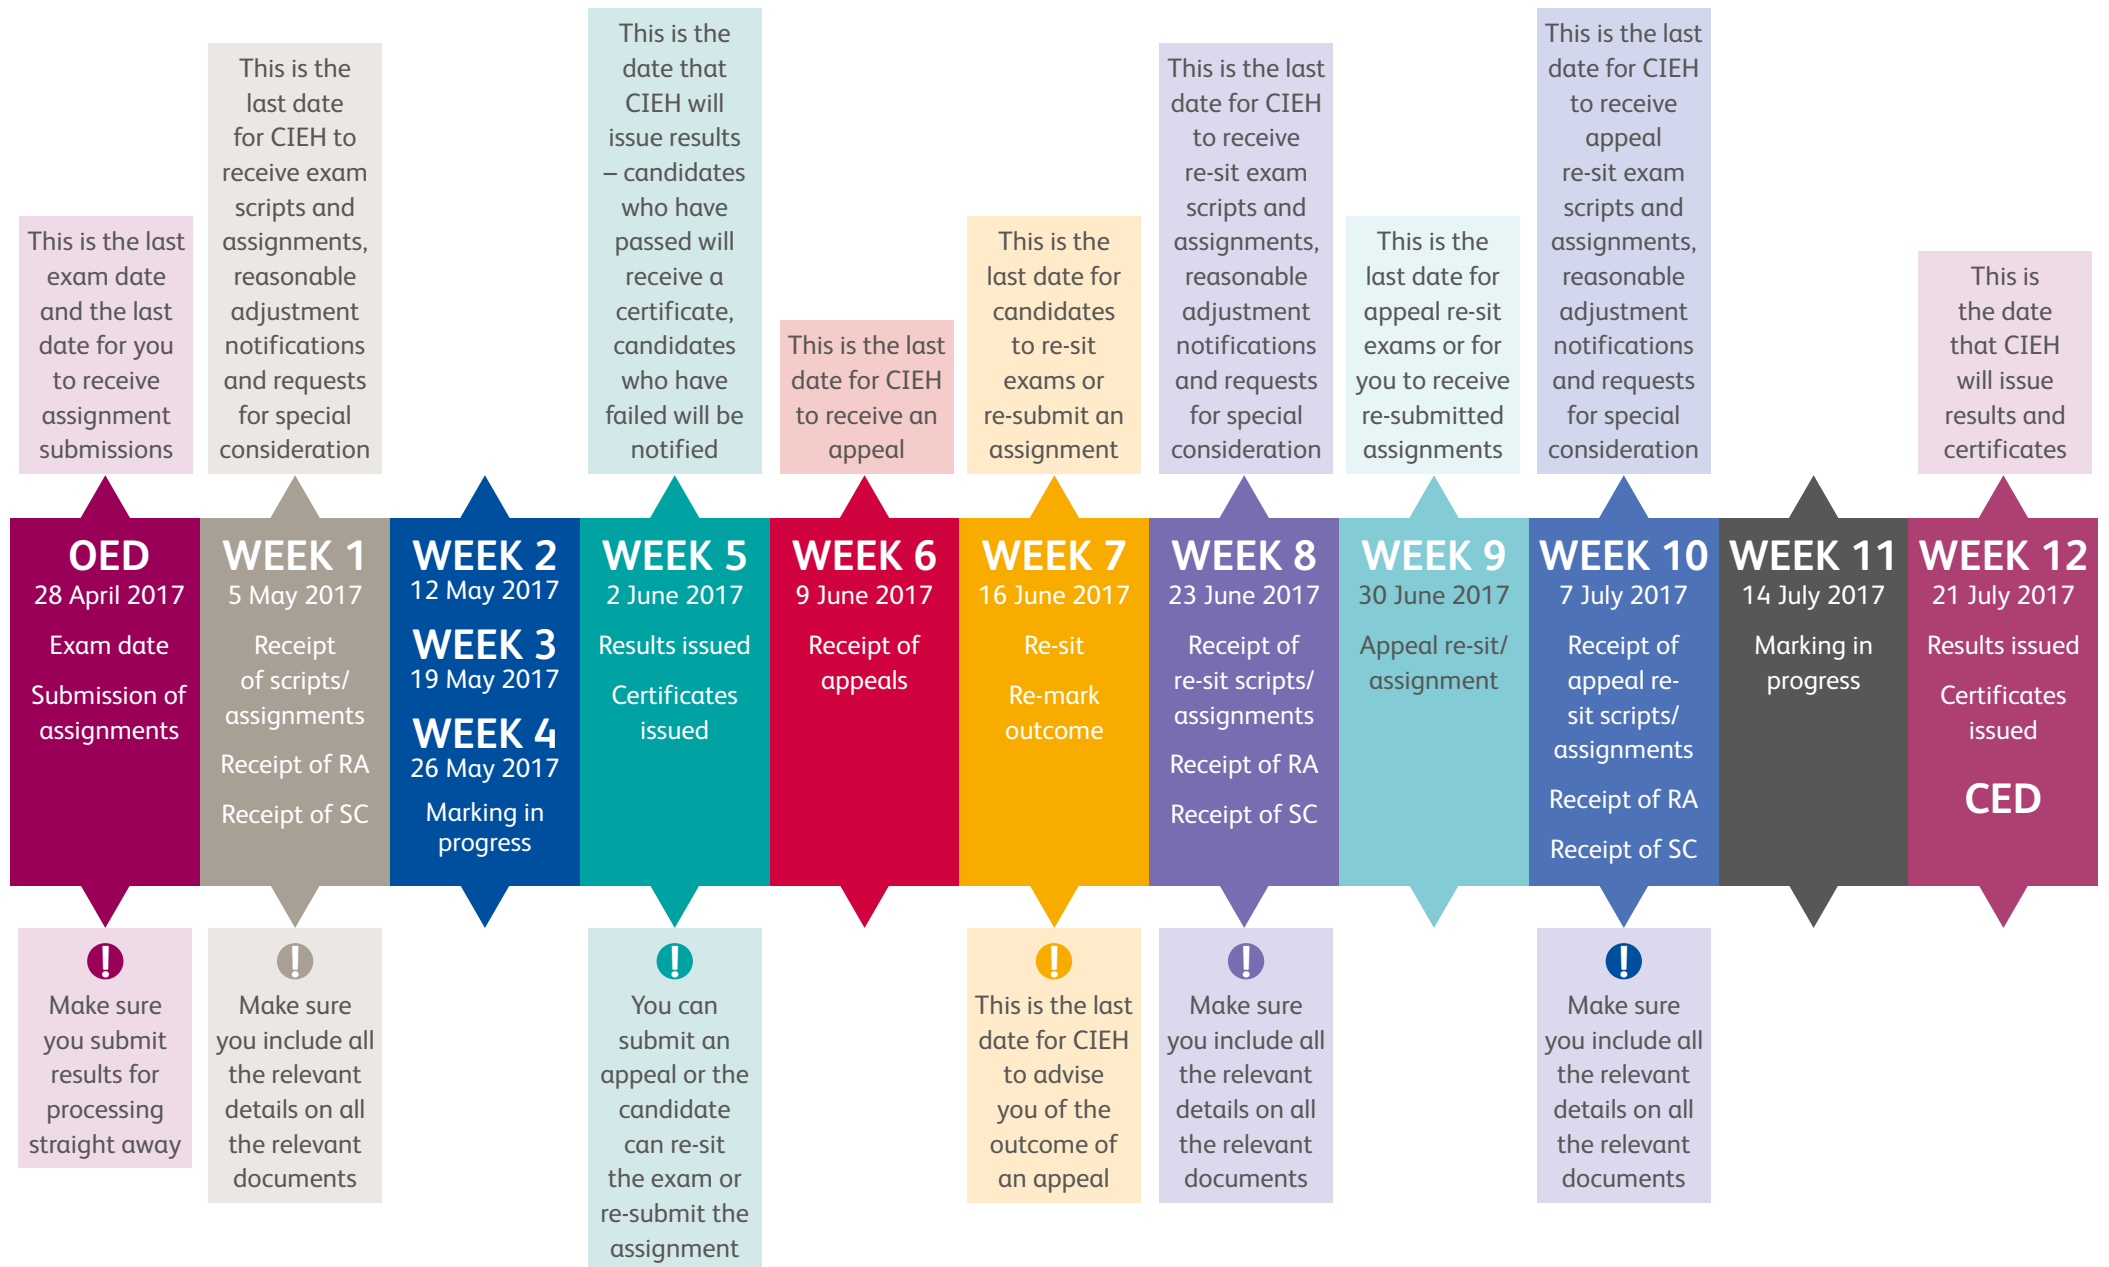 This is the last
exam date
and the last
date for you
to receive
assignment
submissions
This is the
last date
for CIEH to
receive exam
scripts and
assignments,
reasonable
adjustment
notifications
and requests
for special
consideration
This is the
date that
CIEH will
issue results
– candidates
who have
passed will
receive a
certificate,
candidates
who have
failed will be
notified
This is the last
date for CIEH
to receive an
appeal
This is the
last date for
candidates
to re-sit
exams or
re-submit an
assignment
This is the last
date for CIEH
to receive
re-sit exam
scripts and
assignments,
reasonable
adjustment
notifications
and requests
for special
consideration
This is the
last date for
appeal re-sit
exams or for
you to receive
re-submitted
assignments
This is the last
date for CIEH
to receive
appeal
re-sit exam
scripts and
assignments,
reasonable
adjustment
notifications
and requests
for special
consideration
This is
the date
that CIEH
will issue
results and
certificates
OED
28 April 2017
Exam date
Submission of
assignments
WEEK 1
5 May 2017
Receipt
of scripts/
assignments
Receipt of RA
Receipt of SC
WEEK 2
12 May 2017
WEEK 3
19 May 2017
WEEK 4
26 May 2017
Marking in
progress
WEEK 5
2 June 2017
Results issued
Certificates
issued
WEEK 6
9 June 2017
Receipt of
appeals
WEEK 7
16 June 2017
Re-sit
Re-mark
outcome
WEEK 8
23 June 2017
Receipt of
re-sit scripts/
assignments
Receipt of RA
Receipt of SC
WEEK 9
30 June 2017
Appeal re-sit/
assignment
WEEK 10
7 July 2017
Receipt of
appeal re-
sit scripts/
assignments
Receipt of RA
Receipt of SC
WEEK 11
14 July 2017
Marking in
progress
WEEK 12
21 July 2017
Results issued
Certificates
issued
CED
!
Make sure
you submit
results for
processing
straight away
!
Make sure
you include all
the relevant
details on all
the relevant
documents
!
You can
submit an
appeal or the
candidate
can re-sit
the exam or
re-submit the
assignment
!
This is the last
date for CIEH
to advise
you of the
outcome of
an appeal
!
Make sure
you include all
the relevant
details on all
the relevant
documents
!
Make sure
you include all
the relevant
details on all
the relevant
documents